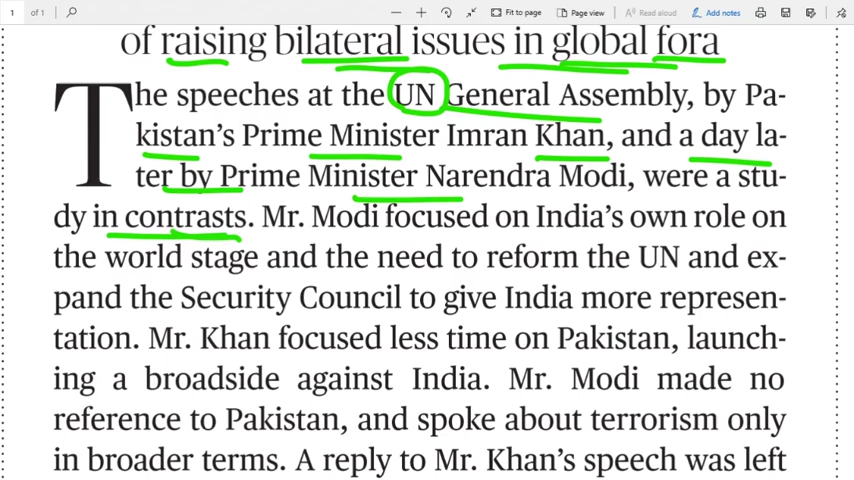 1 of 1 Fit to page Page view Read aloud Add notes
of raising bilateral issues in global fora
The speeches at the UN General Assembly, by Pa-
kistan's Prime Minister Imran Khan, and a day la-
ter by Prime Minister Narendra Modi, were a stu-
dy in contrasts. Mr. Modi focused on India's own role on
the world stage and the need to reform the UN and ex-
pand the Security Council to give India more represen-
tation. Mr. Khan focused less time on Pakistan, launch-
ing a broadside against India. Mr. Modi made no
reference to Pakistan, and spoke about terrorism only
in broader terms. A reply to Mr. Khan's speech was left